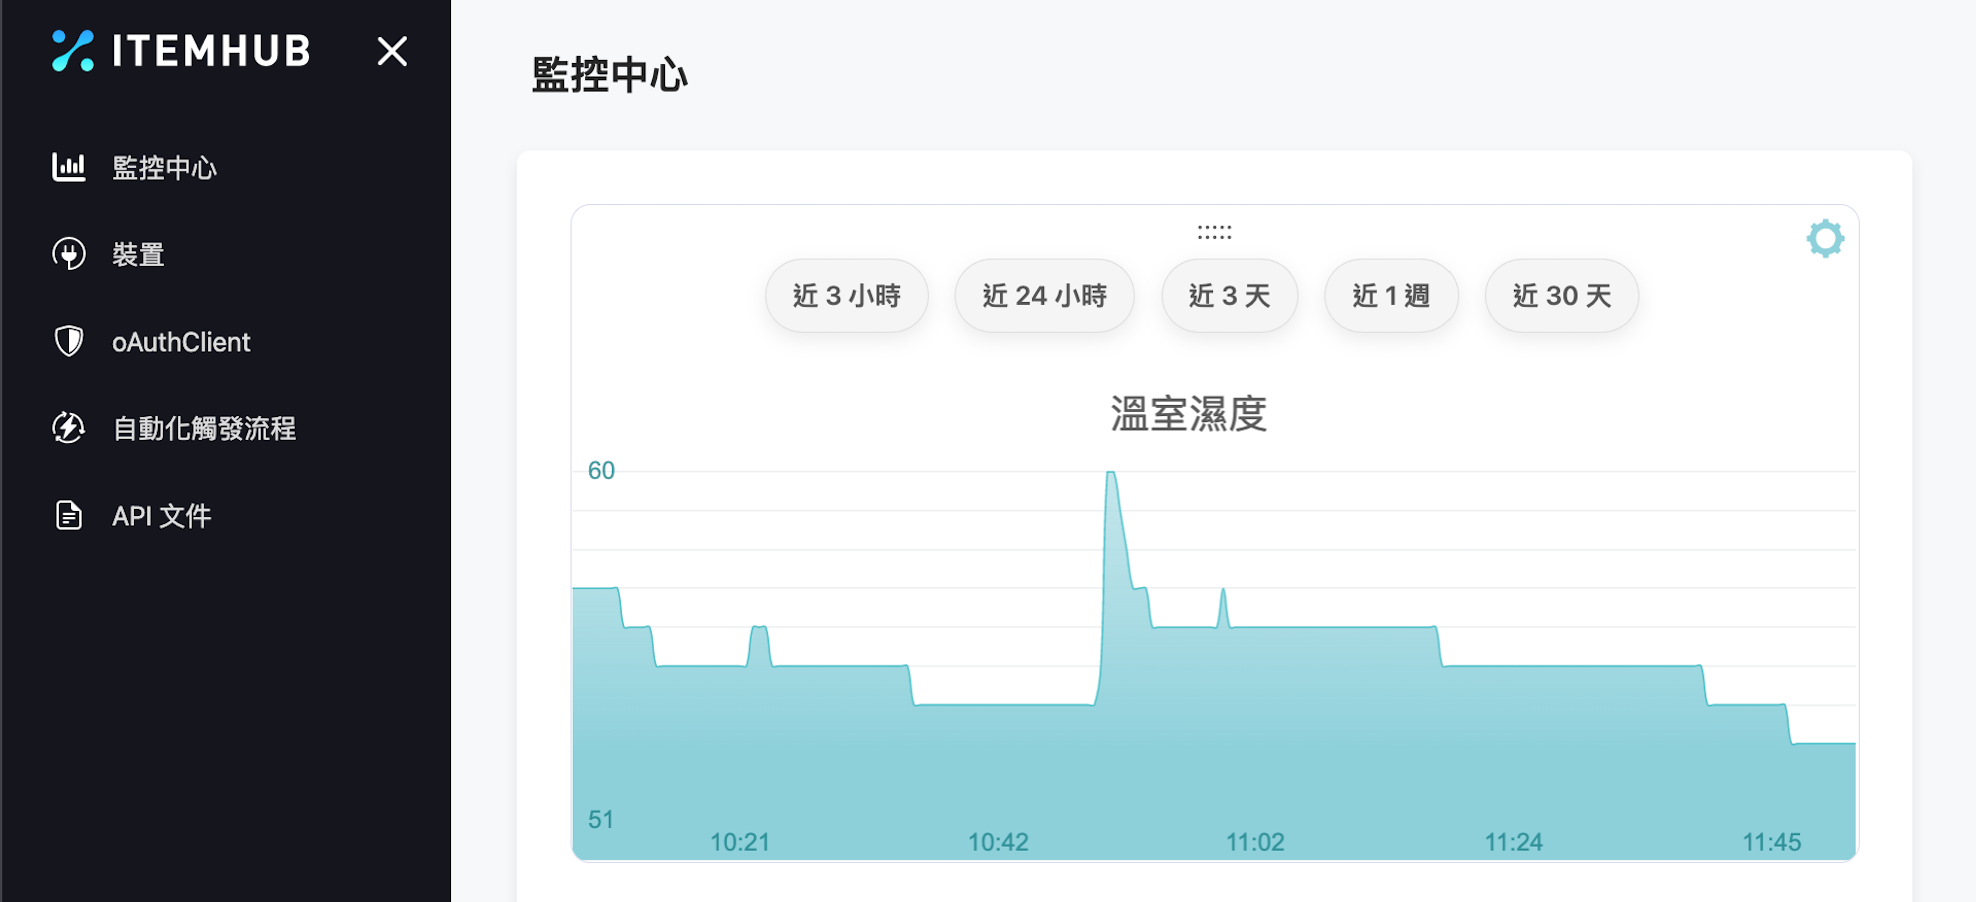 ITEMHUB
監控中心
裝置
oAuthClient
自動化觸發流程
API 文件
監控中心
近 3 小時
近 24 小時
近 3 天
近 1 週
近 30 天
溫室濕度
60
51
10:21
10:42
11:02
11:24
11:45